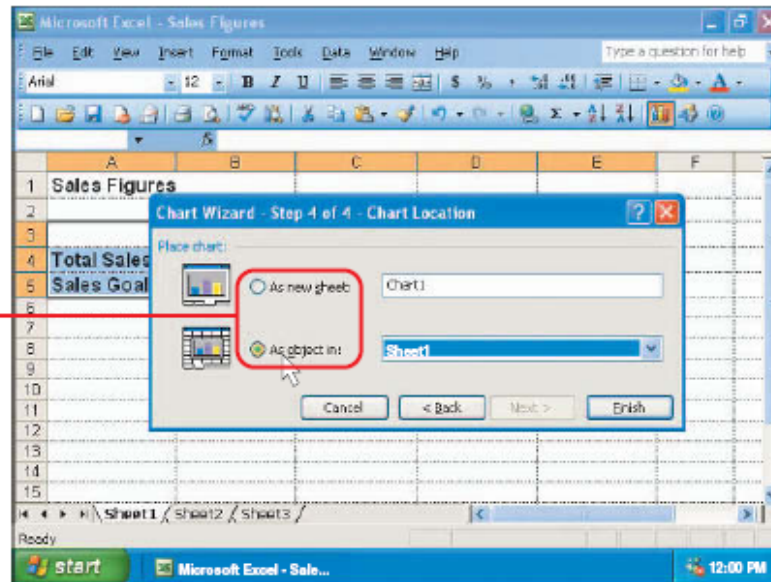 Microsoft Excel - Sales Figures
File Edit View Insert Format Tools Data Window Help Type a question for help
Arial 12 B I U $ % ,
A B C D E F
1 Sales Figures
2
3
4 Total Sales
5 Sales Goal
6
7
8
9
10
11
12
13
14
15
Chart Wizard - Step 4 of 4 - Chart Location
Place chart:
As new sheet: Chart1
As object in: Sheet1
Cancel < Back Next > Finish
Sheet1 / Sheet2 / Sheet3 /
Ready
start Microsoft Excel - Sale... 12:00 PM